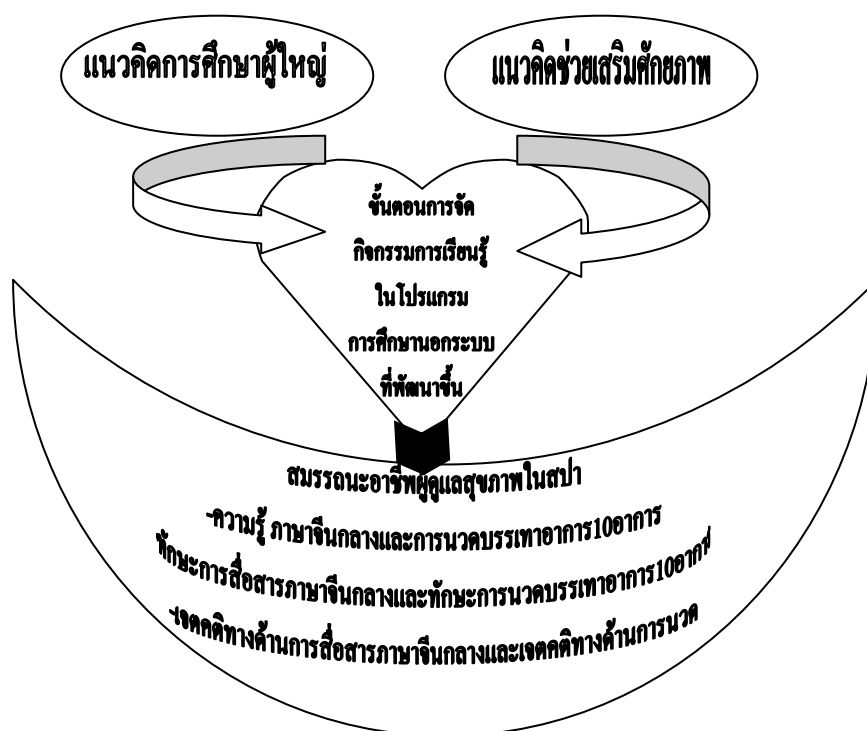 แนวคิดการศึกษาผู้ใหญ่
แนวคิดช่วยเสริมศักยภาพ
ขั้นตอนการจัด
กิจกรรมการเรียนรู้
ในโปรแกรม
การศึกษานอกระบบ
ที่พัฒนาขึ้น
สมรรถนะอาชีพผู้ดูแลสุขภาพในสปา
-ความรู้ ภาษาจีนกลางและการนวดบรรเทาอาการ10อาการ
ทักษะการสื่อสารภาษาจีนกลางและทักษะการนวดบรรเทาอาการ10อาการ
-เจตคติทางด้านการสื่อสารภาษาจีนกลางและเจตคติทางด้านการนวด